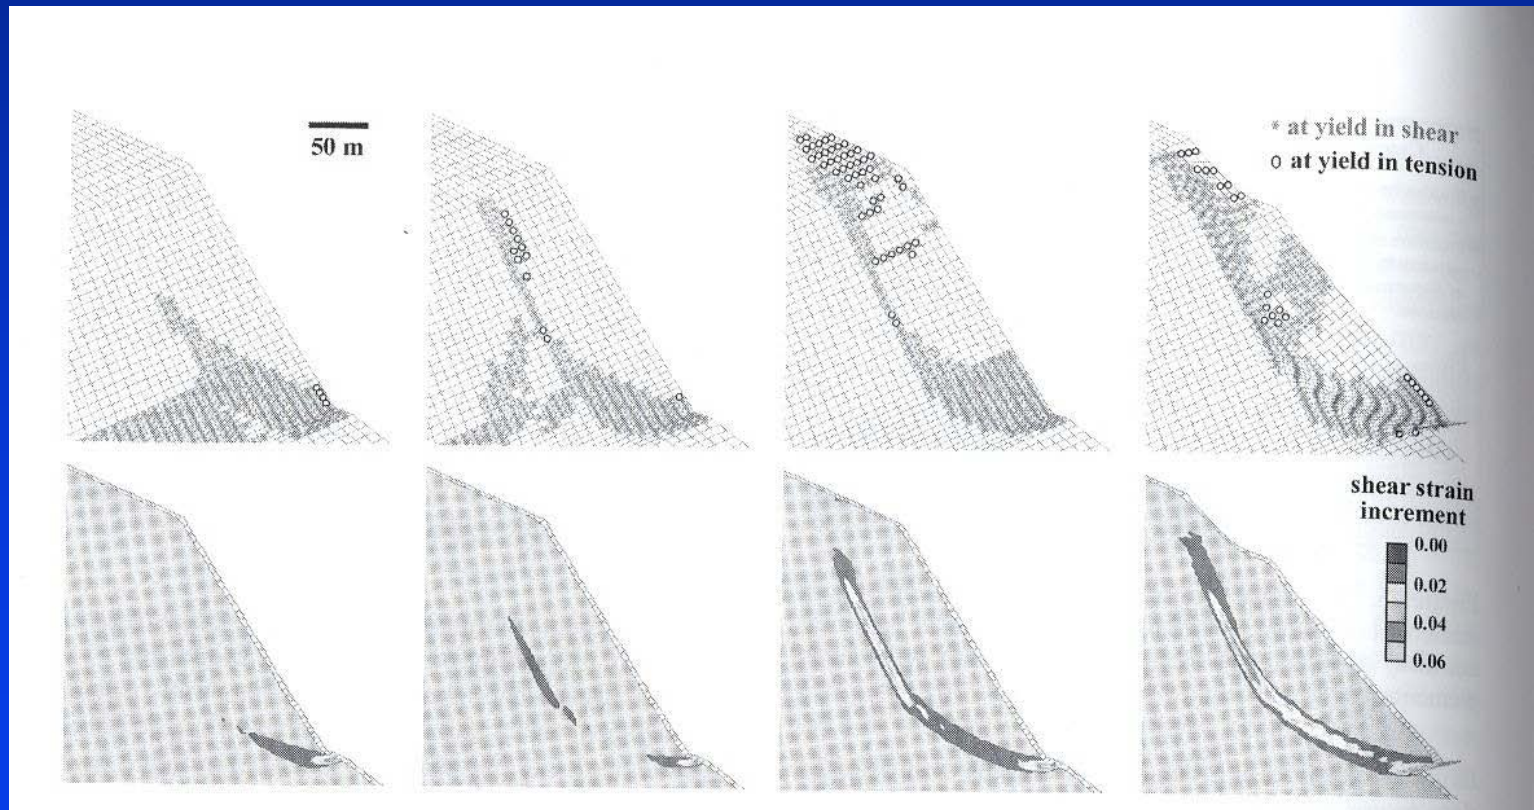 50 m
* at yield in shear
o at yield in tension
shear strain
increment
0.00
0.02
0.04
0.06